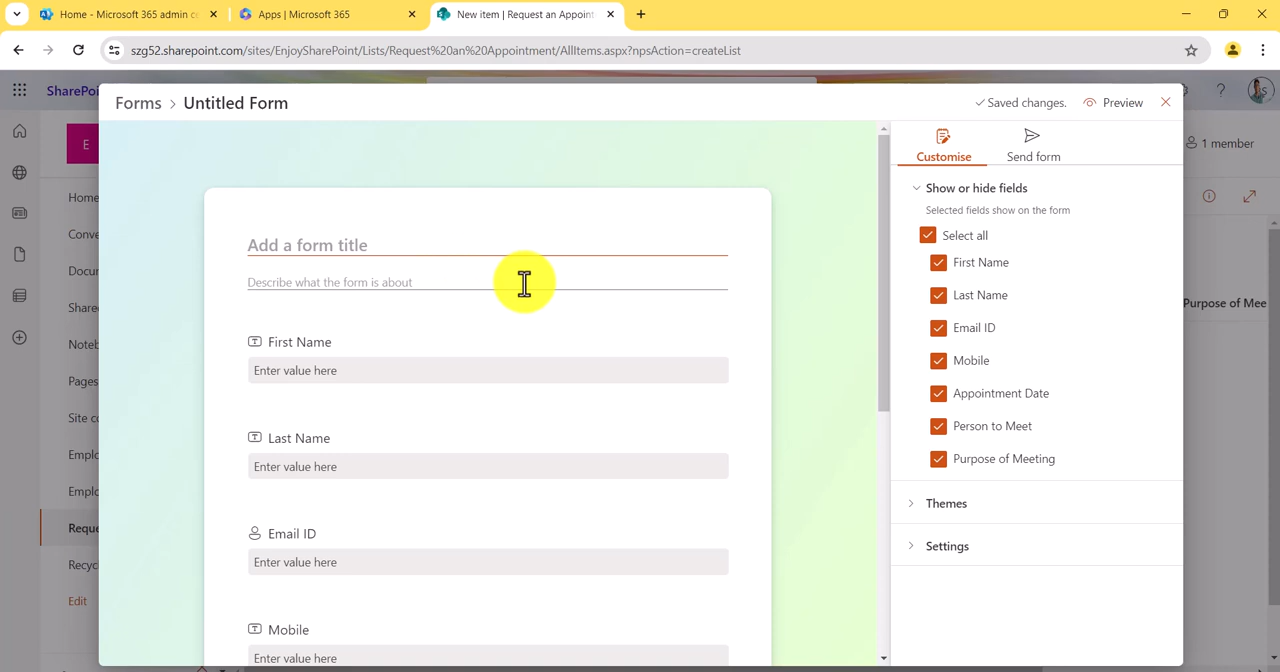 Home - Microsoft 365 admin ce
Apps | Microsoft 365
New item | Request an Appoint
szg52.sharepoint.com/sites/EnjoySharePoint/Lists/Request%20an%20Appointment/AllItems.aspx?npsAction=createList
SharePoi
Forms > Untitled Form
Saved changes.
Preview
E
1 member
Home
Conve
Docun
Share
Noteb
Pages
Site cc
Emplo
Emplo
Reque
Recyc
Edit
Add a form title
Describe what the form is about
First Name
Enter value here
Last Name
Enter value here
Email ID
Enter value here
Mobile
Enter value here
Customise
Send form
Show or hide fields
Selected fields show on the form
Select all
First Name
Last Name
Email ID
Mobile
Appointment Date
Person to Meet
Purpose of Meeting
Themes
Settings
Purpose of Mee